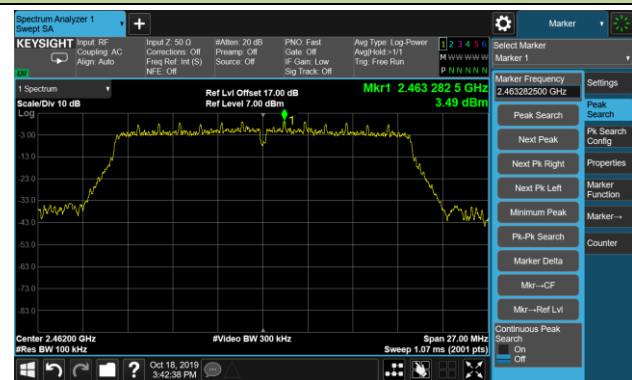 Spectrum Analyzer 1
Swept SA
Marker
KEYSIGHT
Input: RF
Coupling: AC
Align: Auto
Input Z: 50 Ω
Corrections: Off
Freq Ref: Int (S)
NFE: Off
#Atten: 20 dB
Preamp: Off
Source: Off
PNO: Fast
Gate: Off
IF Gain: Low
Sig Track: Off
Avg Type: Log-Power
Avg|Hold:>1/1
Trig: Free Run
1 2 3 4 5 6
M W W W W W
P N N N N N
Select Marker
Marker 1
1 Spectrum
Scale/Div 10 dB
Log
Ref Lvl Offset 17.00 dB
Ref Level 7.00 dBm
Mkr1 2.463 282 5 GHz
3.49 dBm
1
-3.00
-13.0
-23.0
-33.0
-43.0
-53.0
-63.0
-73.0
-83.0
Center 2.46200 GHz
#Res BW 100 kHz
#Video BW 300 kHz
Span 27.00 MHz
Sweep 1.07 ms (2001 pts)
Marker Frequency
2.463282500 GHz
Peak Search
Next Peak
Next Pk Right
Next Pk Left
Minimum Peak
Pk-Pk Search
Marker Delta
Mkr→CF
Mkr→Ref Lvl
Continuous Peak
Search
On
Off
Settings
Peak
Search
Pk Search
Config
Properties
Marker
Function
Marker→
Counter
?
Oct 18, 2019
3:42:38 PM